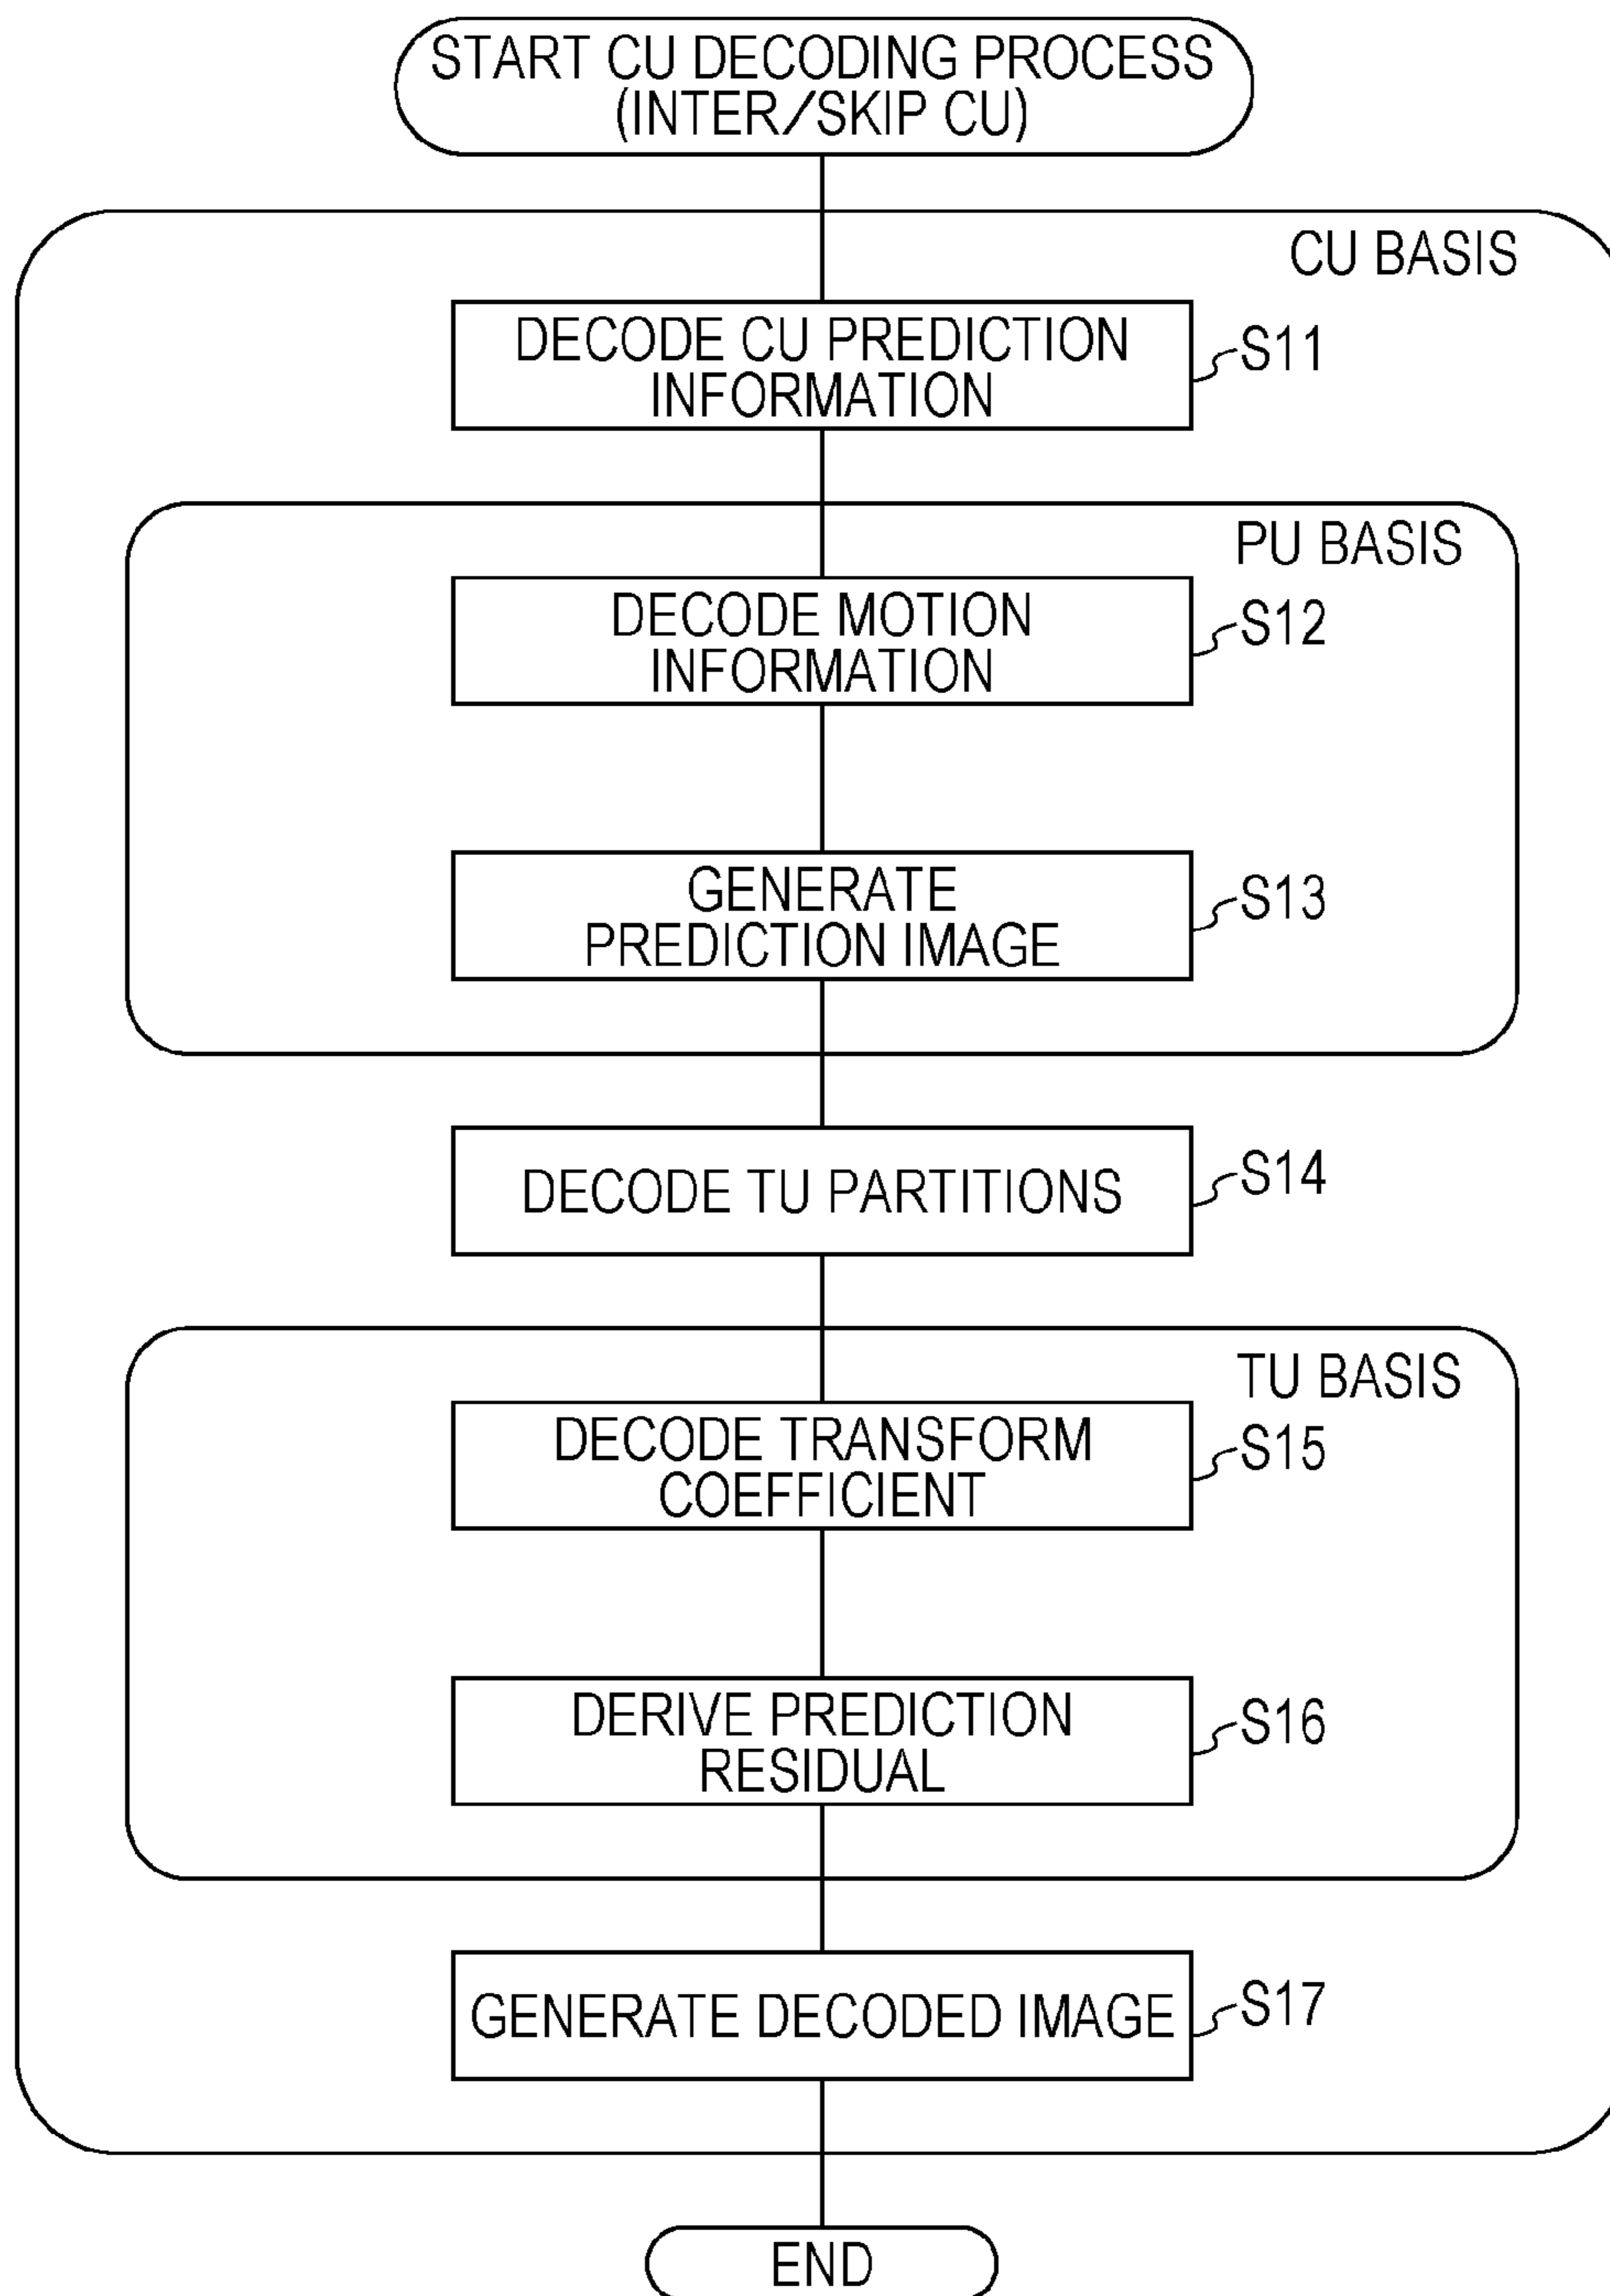 START CU DECODING PROCESS
(INTER/SKIP CU)
CU BASIS
DECODE CU PREDICTION
INFORMATION
S11
PU BASIS
DECODE MOTION
INFORMATION
S12
GENERATE
PREDICTION IMAGE
S13
DECODE TU PARTITIONS
S14
TU BASIS
DECODE TRANSFORM
COEFFICIENT
S15
DERIVE PREDICTION
RESIDUAL
S16
GENERATE DECODED IMAGE
S17
END